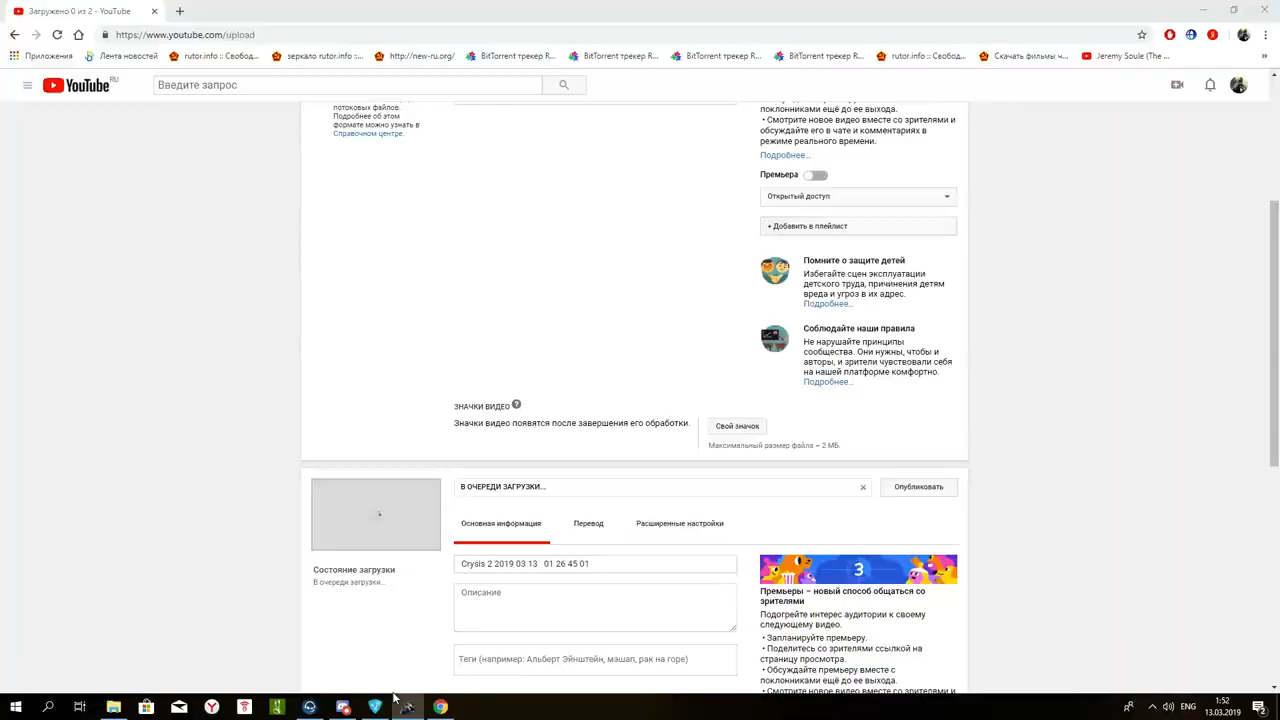 Загружено 0 из 2 - YouTube
https://www.youtube.com/upload
Приложения
Лента новостей
rutor.info :: Свобод...
зеркало rutor.info ::...
http://new-ru.org/
BitTorrent трекер R...
BitTorrent трекер R...
BitTorrent трекер R...
BitTorrent трекер R...
rutor.info :: Свобод...
Скачать фильмы ч...
Jeremy Soule (The ...
»
YouTube RU
Введите запрос
потоковых файлов.
Подробнее об этом
формате можно узнать в
Справочном центре.
поклонниками ещё до ее выхода.
• Смотрите новое видео вместе со зрителями и
обсуждайте его в чате и комментариях в
режиме реального времени.
Подробнее...
Премьера
Открытый доступ
+ Добавить в плейлист
Помните о защите детей
Избегайте сцен эксплуатации
детского труда, причинения детям
вреда и угроз в их адрес.
Подробнее...
Соблюдайте наши правила
Не нарушайте принципы
сообщества. Они нужны, чтобы и
авторы, и зрители чувствовали себя
на нашей платформе комфортно.
Подробнее...
ЗНАЧКИ ВИДЕО ?
Значки видео появятся после завершения его обработки.
Свой значок
Максимальный размер файла – 2 МБ.
В ОЧЕРЕДИ ЗАГРУЗКИ...
Опубликовать
Основная информация
Перевод
Расширенные настройки
Состояние загрузки
В очереди загрузки...
Crysis 2 2019 03 13   01 26 45 01
Описание
Теги (например: Альберт Эйнштейн, мэшап, рак на горе)
3
Премьеры – новый способ общаться со
зрителями
Подогрейте интерес аудитории к своему
следующему видео.
• Запланируйте премьеру.
• Поделитесь со зрителями ссылкой на
страницу просмотра.
• Обсуждайте премьеру вместе с
поклонниками ещё до ее выхода.
• Смотрите новое видео вместе со зрителями и
ENG
1:52
13.03.2019
2